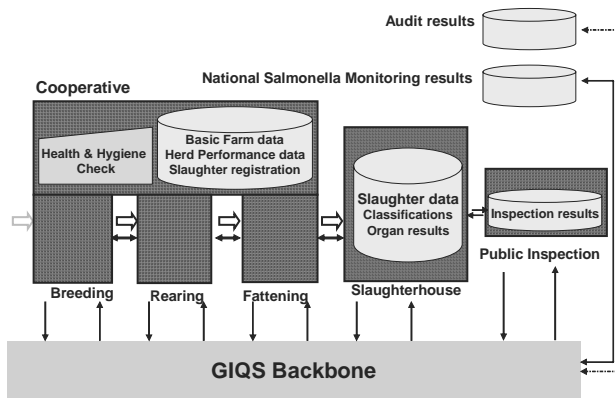 Audit results
National Salmonella Monitoring results
Cooperative
Health & Hygiene
Check
Basic Farm data
Herd Performance data
Slaughter registration
Slaughter data
Classifications
Organ results
Inspection results
Public Inspection
Breeding
Rearing
Fattening
Slaughterhouse
GIQS Backbone